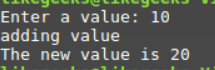 Enter a value: 10
adding value
The new value is 20